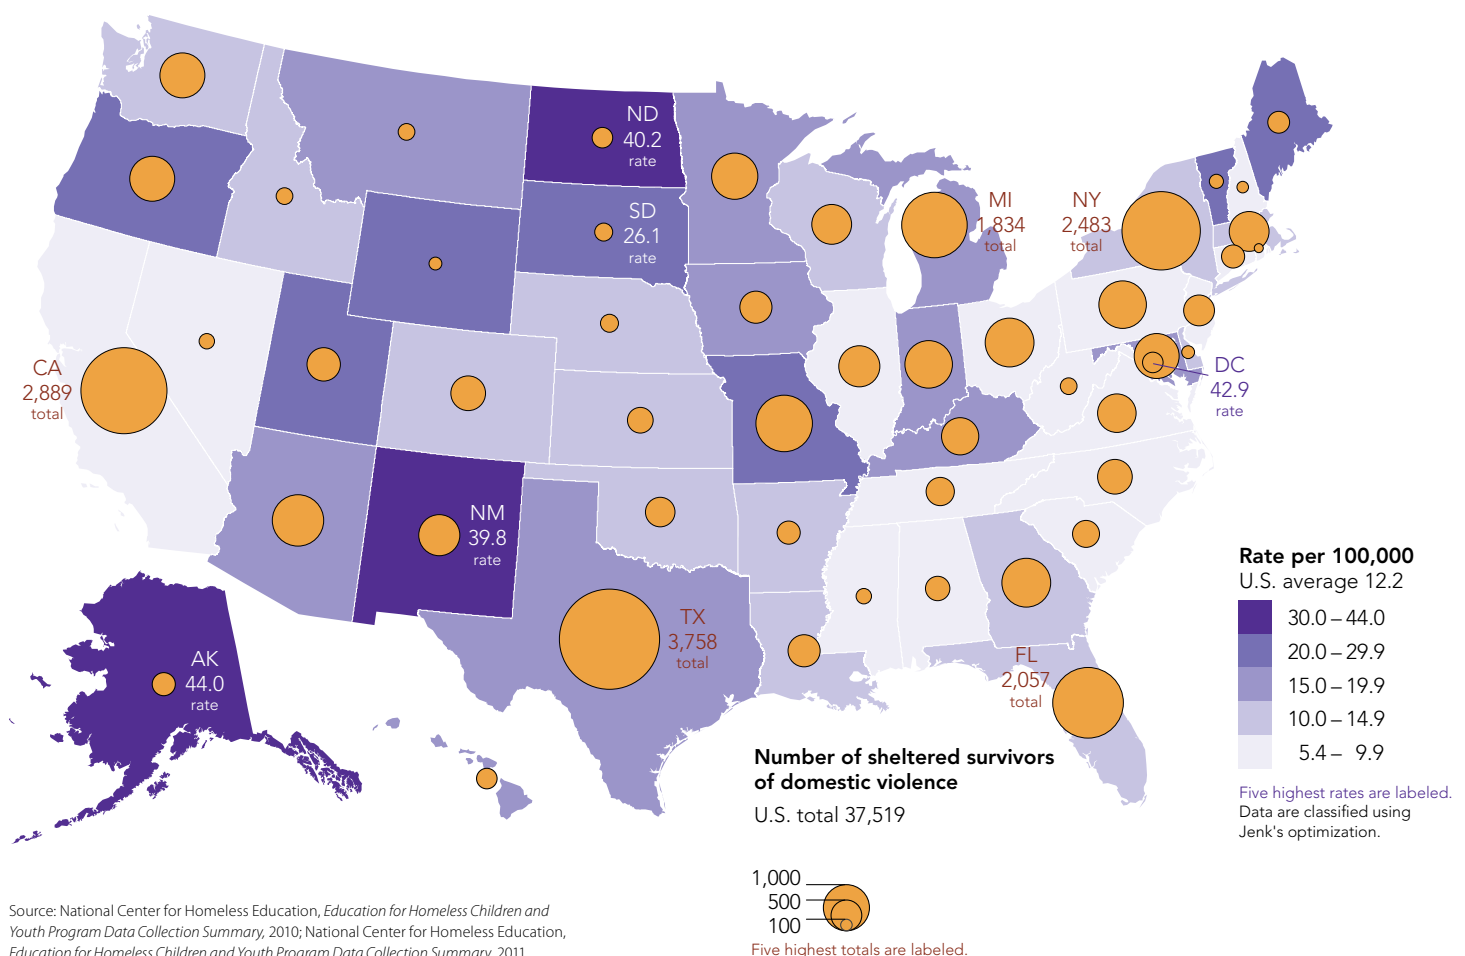 ND
40.2
rate
SD
26.1
rate
MI
1,834
total
NY
2,483
total
CA
2,889
total
DC
42.9
rate
NM
39.8
rate
TX
3,758
total
FL
2,057
total
AK
44.0
rate
Rate per 100,000
U.S. average 12.2
30.0 – 44.0
20.0 – 29.9
15.0 – 19.9
10.0 – 14.9
5.4 – 9.9
Five highest rates are labeled.
Data are classified using
Jenk's optimization.
Number of sheltered survivors
of domestic violence
U.S. total 37,519
1,000
500
100
Five highest totals are labeled.
Source: National Center for Homeless Education, Education for Homeless Children and
Youth Program Data Collection Summary, 2010; National Center for Homeless Education,
Education for Homeless Children and Youth Program Data Collection Summary, 2011